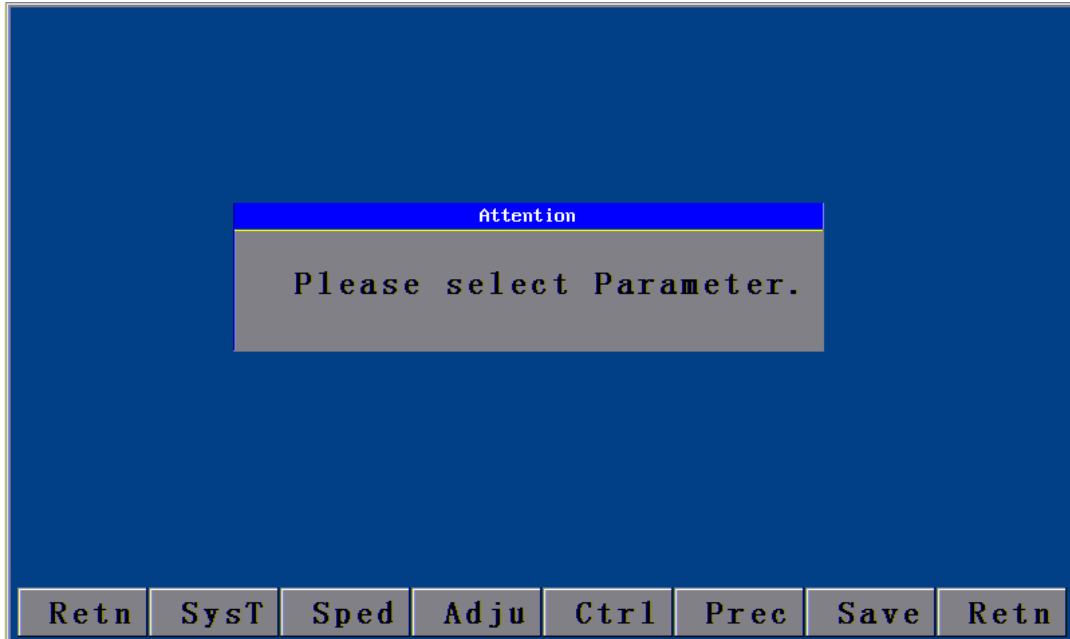 Attention
Please select Parameter.
Retn SysT Sped Adju Ctrl Prec Save Retn